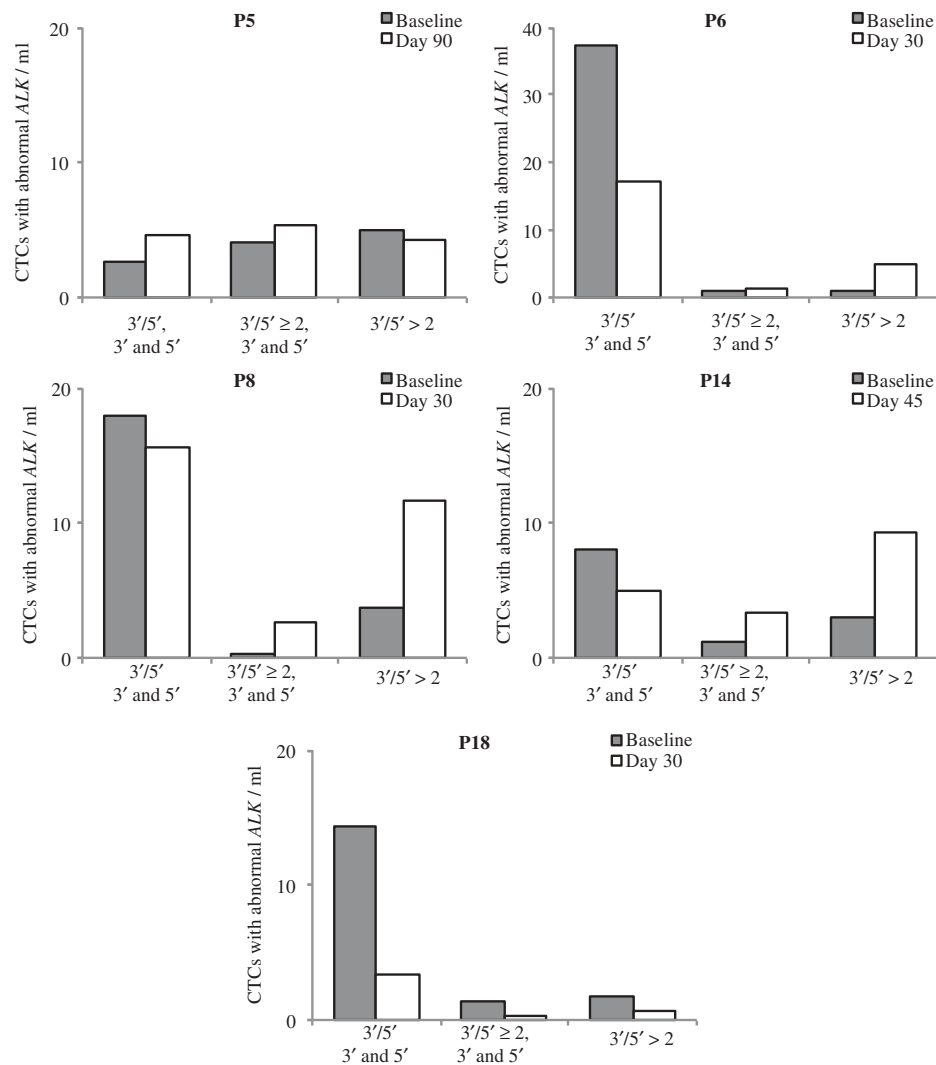 P5
Baseline
Day 90
CTCs with abnormal ALK / ml
20
10
0
3′/5′,
3′ and 5′
3′/5′ ≥ 2,
3′ and 5′
3′/5′ > 2
P6
Baseline
Day 30
CTCs with abnormal ALK / ml
40
30
20
10
0
3′/5′
3′ and 5′
3′/5′ ≥ 2,
3′ and 5′
3′/5′ > 2
P8
Baseline
Day 30
CTCs with abnormal ALK / ml
20
10
0
3′/5′
3′ and 5′
3′/5′ ≥ 2,
3′ and 5′
3′/5′ > 2
P14
Baseline
Day 45
CTCs with abnormal ALK / ml
20
10
0
3′/5′
3′ and 5′
3′/5′ ≥ 2,
3′ and 5′
3′/5′ > 2
P18
Baseline
Day 30
CTCs with abnormal ALK / ml
20
10
0
3′/5′
3′ and 5′
3′/5′ ≥ 2,
3′ and 5′
3′/5′ > 2